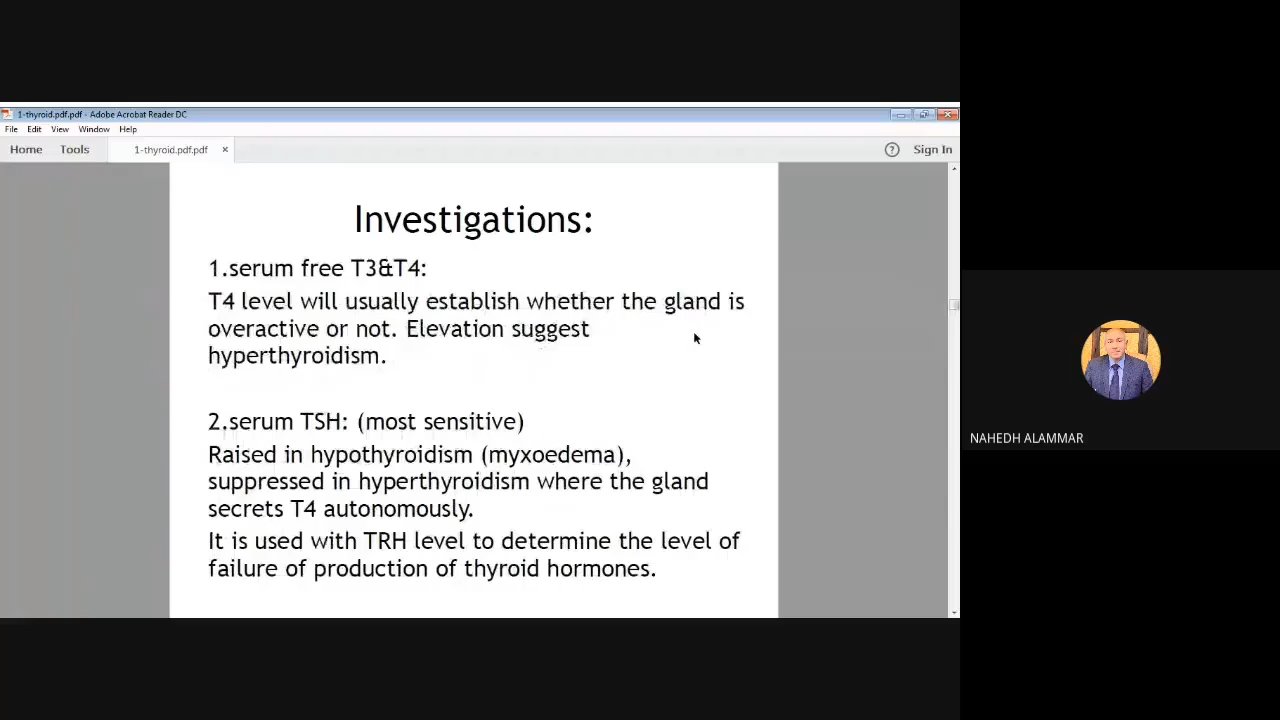 1-thyroid.pdf.pdf - Adobe Acrobat Reader DC
File Edit View Window Help
Home Tools 1-thyroid.pdf.pdf × ? Sign In
Investigations:
1.serum free T3&T4:
T4 level will usually establish whether the gland is
overactive or not. Elevation suggest
hyperthyroidism.
2.serum TSH: (most sensitive)
Raised in hypothyroidism (myxoedema),
suppressed in hyperthyroidism where the gland
secrets T4 autonomously.
It is used with TRH level to determine the level of
failure of production of thyroid hormones.
NAHEDH ALAMMAR